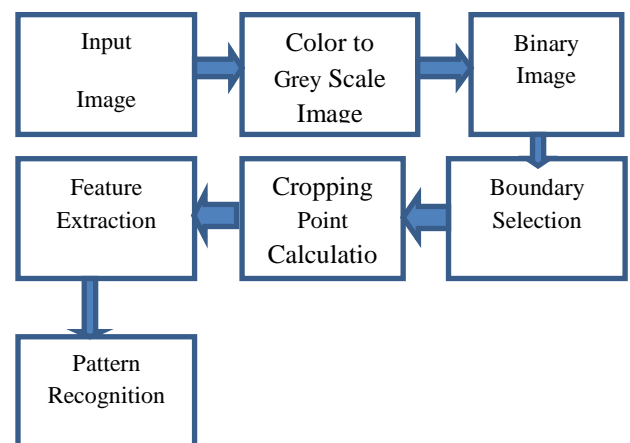 Input
Image
Color to
Grey Scale
Image
Binary
Image
Boundary
Selection
Cropping
Point
Calculatio
Feature
Extraction
Pattern
Recognition